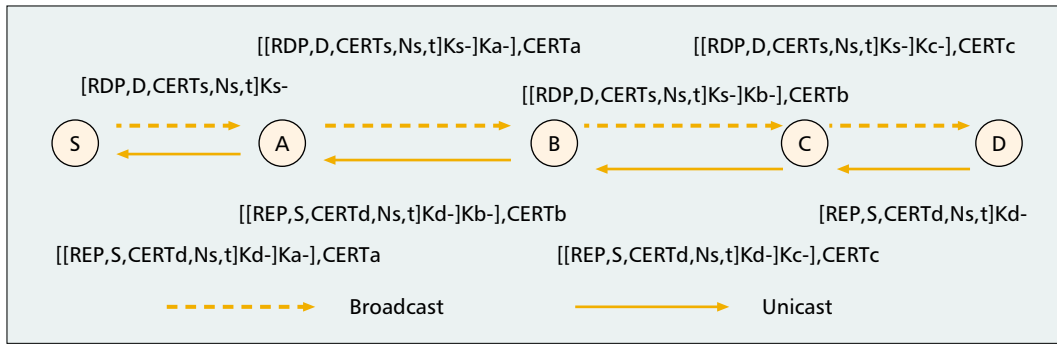 [[RDP,D,CERTs,Ns,t]Ks-]Ka-],CERTa
[[RDP,D,CERTs,Ns,t]Ks-]Kc-],CERTc
[RDP,D,CERTs,Ns,t]Ks-
[[RDP,D,CERTs,Ns,t]Ks-]Kb-],CERTb
S
A
B
C
D
[[REP,S,CERTd,Ns,t]Kd-]Kb-],CERTb
[REP,S,CERTd,Ns,t]Kd-
[[REP,S,CERTd,Ns,t]Kd-]Ka-],CERTa
[[REP,S,CERTd,Ns,t]Kd-]Kc-],CERTc
Broadcast
Unicast